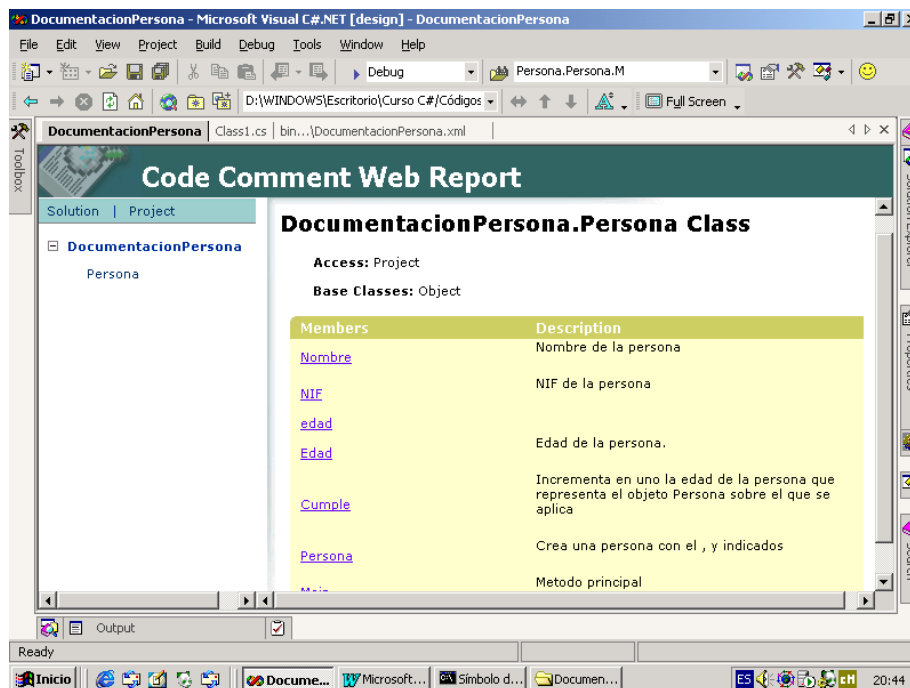 DocumentacionPersona - Microsoft Visual C#.NET [design] - DocumentacionPersona
File Edit View Project Build Debug Tools Window Help
Debug Persona.Persona.M
D:\WINDOWS\Escritorio\Curso C#/Códigos Full Screen
DocumentacionPersona Class1.cs bin...\DocumentacionPersona.xml
Toolbox
Code Comment Web Report
Solution | Project
DocumentacionPersona
Persona
DocumentacionPersona.Persona Class
Access: Project
Base Classes: Object
Members Description
Nombre Nombre de la persona
NIF NIF de la persona
edad
Edad Edad de la persona.
Cumple Incrementa en uno la edad de la persona que
representa el objeto Persona sobre el que se
aplica
Persona Crea una persona con el , y indicados
Main Metodo principal
Solution Explorer
Properties
Search
Output
Ready
Inicio Docume... Microsoft... Símbolo d... Documen... ES 20:44